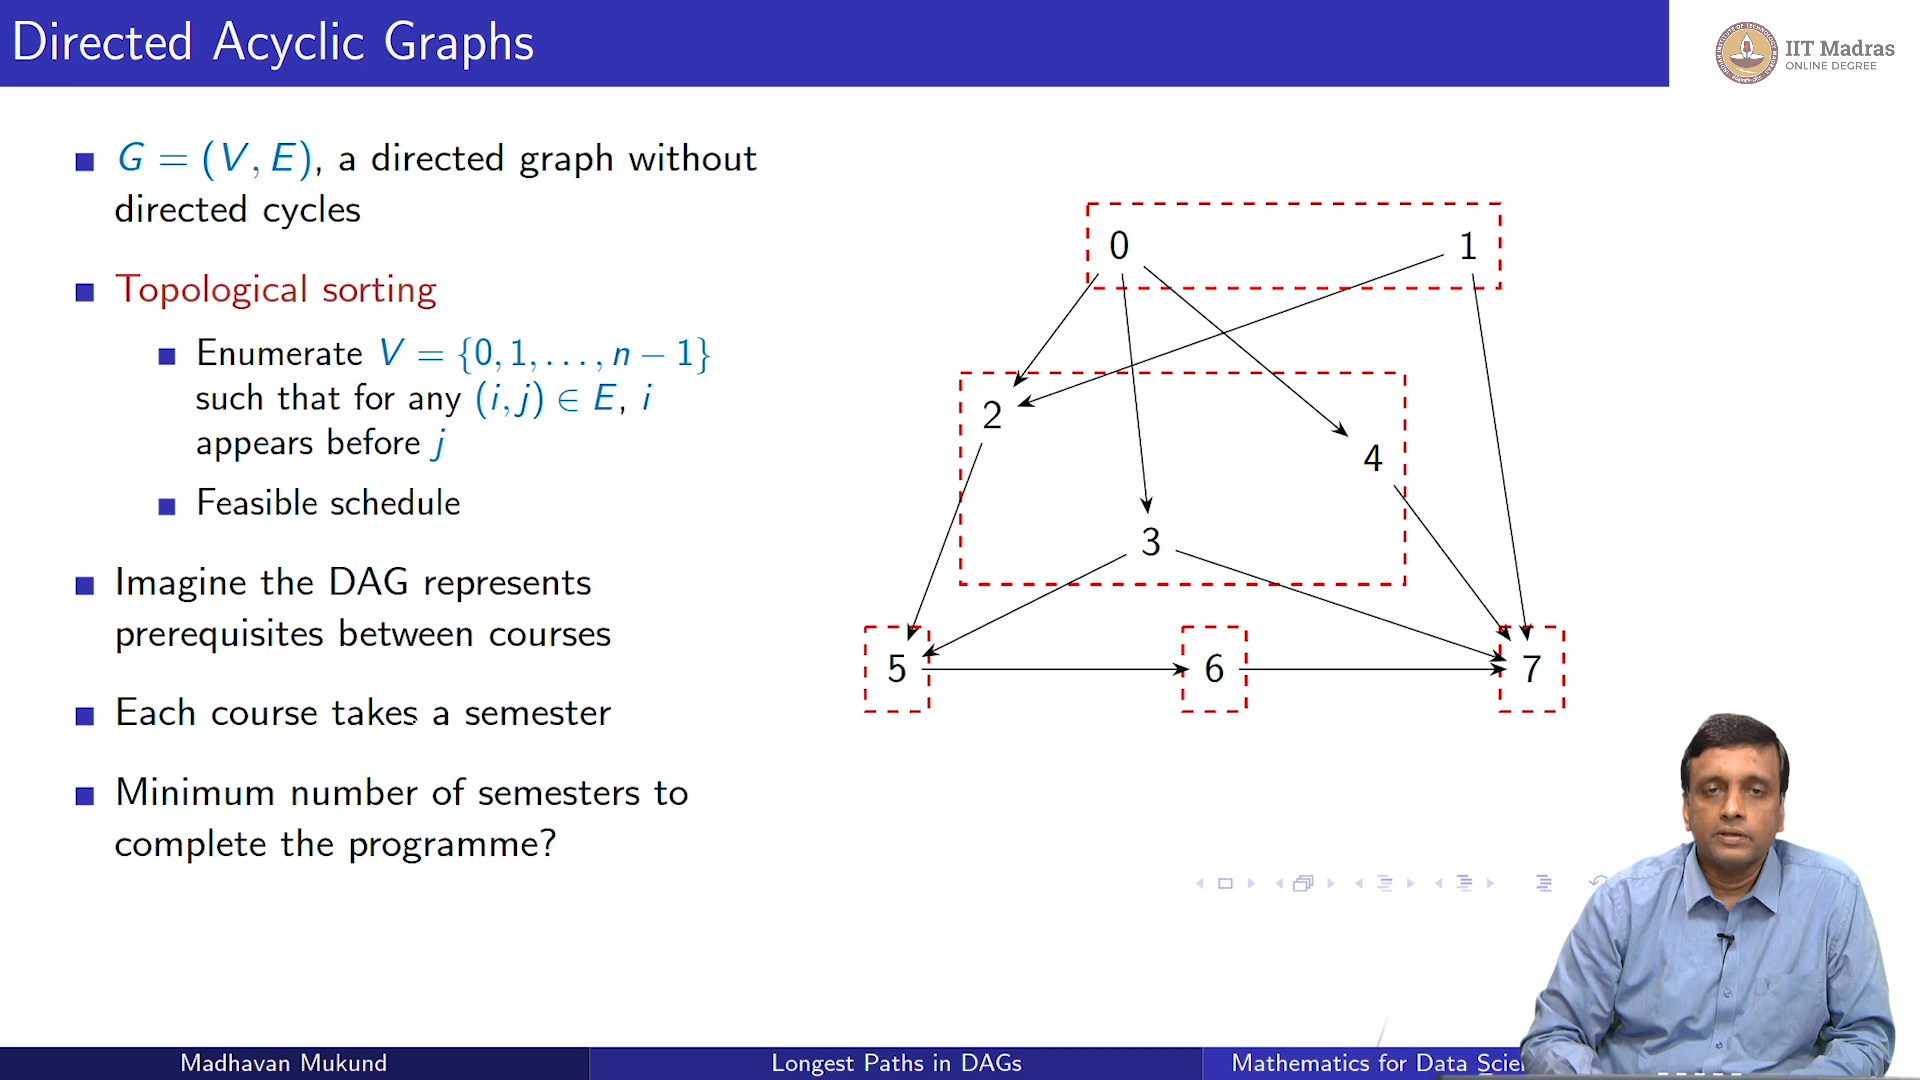 Directed Acyclic Graphs
IIT Madras
ONLINE DEGREE
G = (V, E), a directed graph without
directed cycles
Topological sorting
Enumerate V = {0, 1, . . . , n − 1}
such that for any (i, j) ∈ E, i
appears before j
Feasible schedule
Imagine the DAG represents
prerequisites between courses
Each course takes a semester
Minimum number of semesters to
complete the programme?
0 1
2
4
3
5 6 7
Madhavan Mukund
Longest Paths in DAGs
Mathematics for Data Scie